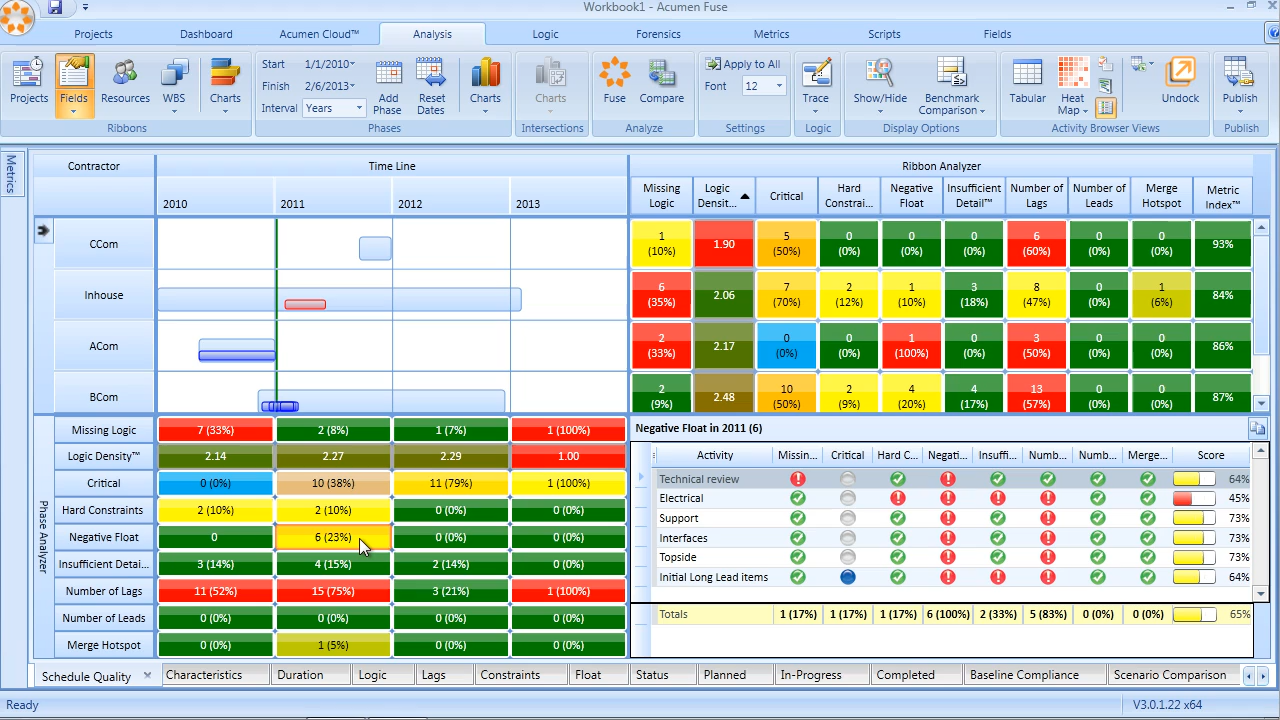 Workbook1 - Acumen Fuse
Projects Dashboard Acumen Cloud™ Analysis Logic Forensics Metrics Scripts Fields
Start 1/1/2010 Apply to All
Finish 2/6/2013 Font 12
Interval Years
Projects Fields Resources WBS Charts Add Phase Reset Dates Charts Charts Fuse Compare Trace Show/Hide Benchmark Comparison Tabular Heat Map Undock Publish
Ribbons Phases Intersections Analyze Settings Logic Display Options Activity Browser Views Publish
Metrics
Contractor Time Line Ribbon Analyzer
2010 2011 2012 2013
Missing Logic Logic Densit... Critical Hard Constrai... Negative Float Insufficient Detail™ Number of Lags Number of Leads Merge Hotspot Metric Index™
CCom 1 (10%) 1.90 5 (50%) 0 (0%) 0 (0%) 0 (0%) 6 (60%) 0 (0%) 0 (0%) 93%
Inhouse 6 (35%) 2.06 7 (70%) 2 (12%) 1 (10%) 3 (18%) 8 (47%) 0 (0%) 1 (6%) 84%
ACom 2 (33%) 2.17 0 (0%) 0 (0%) 1 (100%) 0 (0%) 3 (50%) 0 (0%) 0 (0%) 86%
BCom 2 (9%) 2.48 10 (50%) 2 (9%) 4 (20%) 4 (17%) 13 (57%) 0 (0%) 0 (0%) 87%
Phase Analyzer
Missing Logic 7 (33%) 2 (8%) 1 (7%) 1 (100%)
Logic Density™ 2.14 2.27 2.29 1.00
Critical 0 (0%) 10 (38%) 11 (79%) 1 (100%)
Hard Constraints 2 (10%) 2 (10%) 0 (0%) 0 (0%)
Negative Float 0 6 (23%) 0 (0%) 0 (0%)
Insufficient Detai... 3 (14%) 4 (15%) 2 (14%) 0 (0%)
Number of Lags 11 (52%) 15 (75%) 3 (21%) 1 (100%)
Number of Leads 0 (0%) 0 (0%) 0 (0%) 0 (0%)
Merge Hotspot 0 (0%) 1 (5%) 0 (0%) 0 (0%)
Negative Float in 2011 (6)
Activity Missin... Critical Hard C... Negati... Insuffi... Numb... Numb... Merge... Score
Technical review 64%
Electrical 45%
Support 73%
Interfaces 73%
Topside 73%
Initial Long Lead items 64%
Totals 1 (17%) 1 (17%) 1 (17%) 6 (100%) 2 (33%) 5 (83%) 0 (0%) 0 (0%) 65%
Schedule Quality Characteristics Duration Logic Lags Constraints Float Status Planned In-Progress Completed Baseline Compliance Scenario Comparison
Ready V3.0.1.22 x64